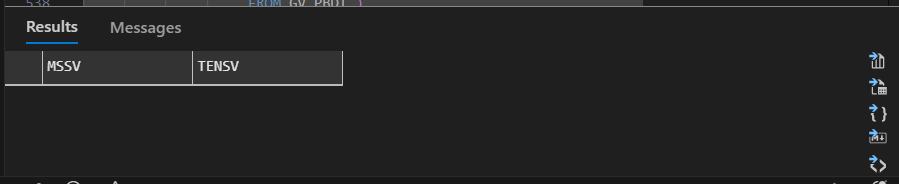 538 FROM GV_PBDT )
Results Messages
MSSV TENSV